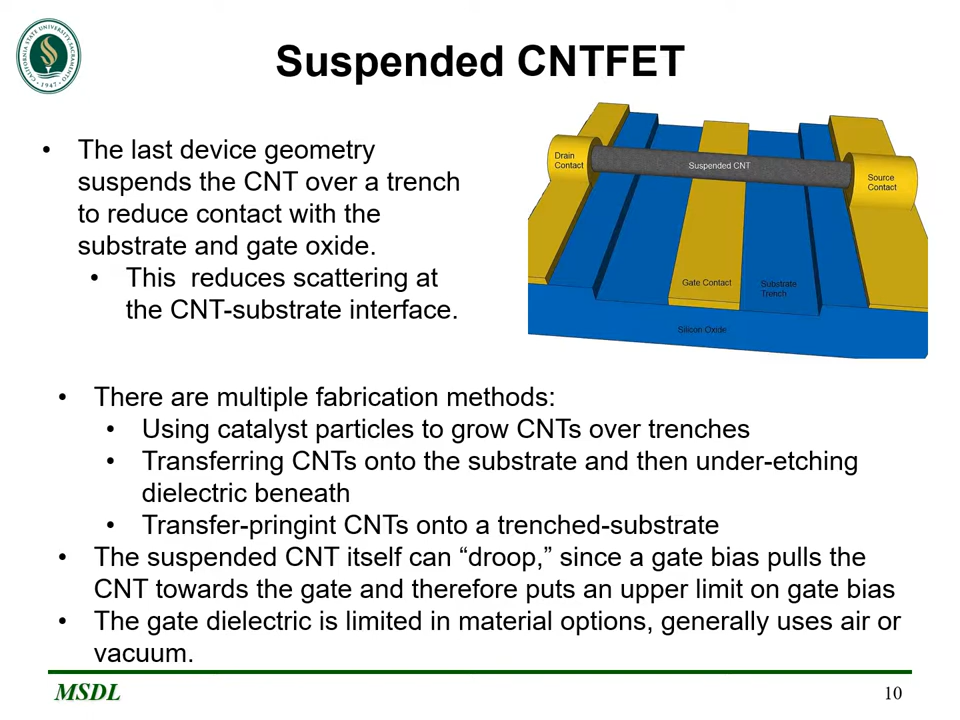 CALIFORNIA STATE UNIVERSITY, SACRAMENTO
• 1947 •
Suspended CNTFET
• The last device geometry
suspends the CNT over a trench
to reduce contact with the
substrate and gate oxide.
• This  reduces scattering at
the CNT-substrate interface.
Drain
Contact
Suspended CNT
Source
Contact
Gate Contact
Substrate
Trench
Silicon Oxide
• There are multiple fabrication methods:
• Using catalyst particles to grow CNTs over trenches
• Transferring CNTs onto the substrate and then under-etching
dielectric beneath
• Transfer-pringint CNTs onto a trenched-substrate
• The suspended CNT itself can “droop,” since a gate bias pulls the
CNT towards the gate and therefore puts an upper limit on gate bias
• The gate dielectric is limited in material options, generally uses air or
vacuum.
MSDL
10